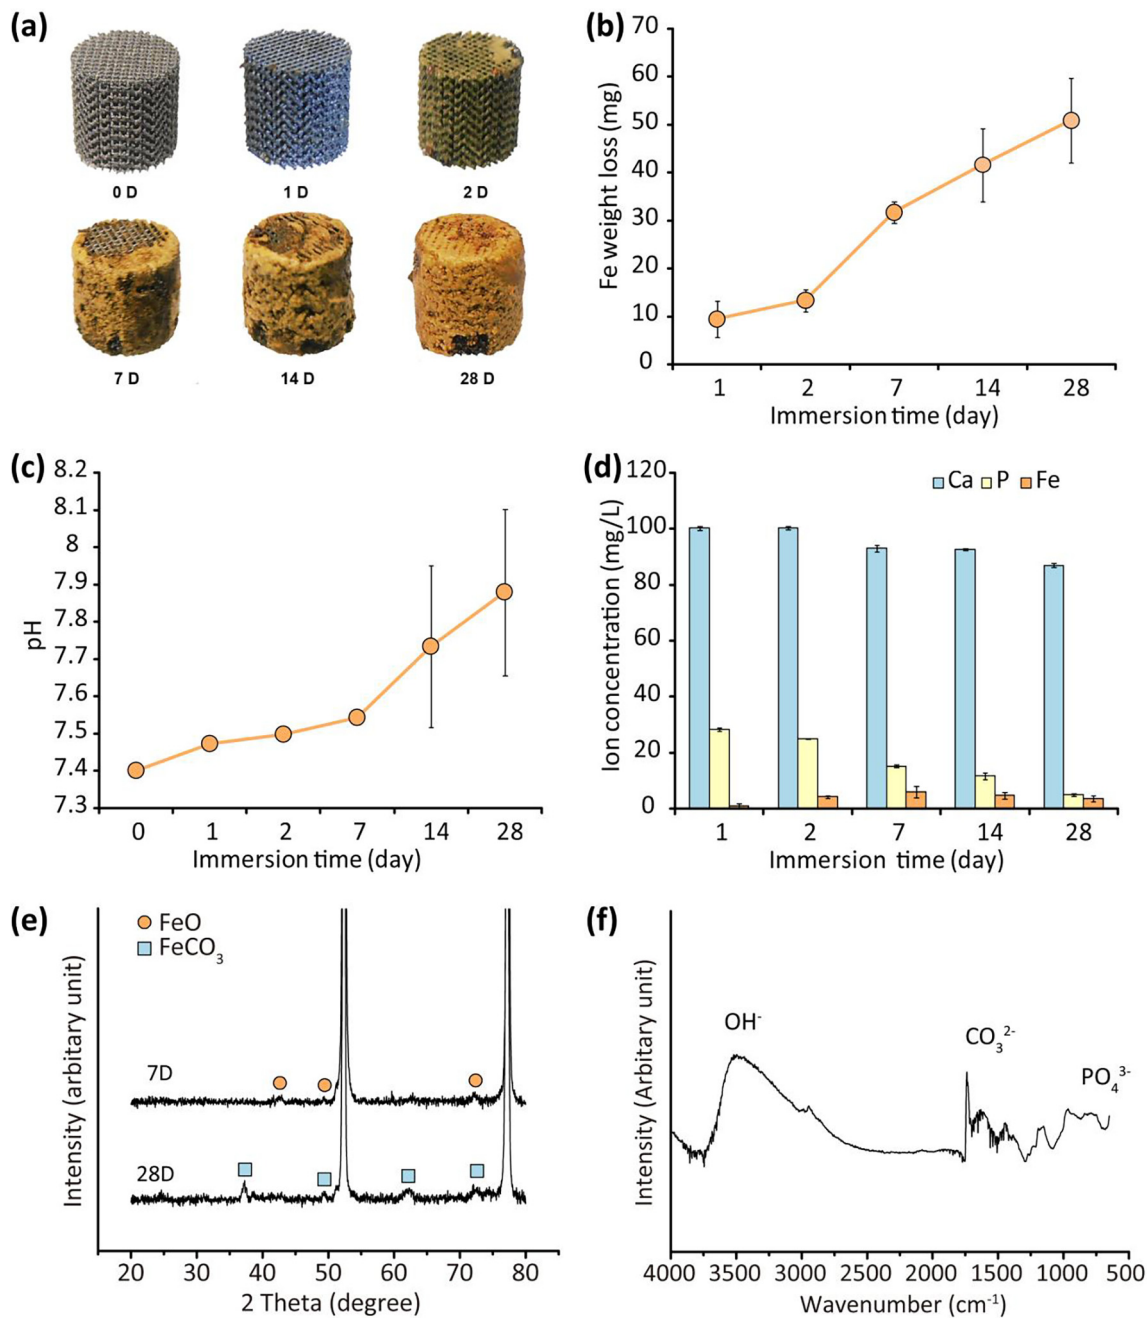 (a)
0 D
1 D
2 D
7 D
14 D
28 D
(b)
Fe weight loss (mg)
70
60
50
40
30
20
10
0
1
2
7
14
28
Immersion time (day)
(c)
pH
8.2
8.1
8
7.9
7.8
7.7
7.6
7.5
7.4
7.3
0
1
2
7
14
28
Immersion time (day)
(d)
Ion concentration (mg/L)
120
100
80
60
40
20
0
Ca
P
Fe
1
2
7
14
28
Immersion time (day)
(e)
Intensity (arbitary unit)
FeO
FeCO₃
7D
28D
20
30
40
50
60
70
80
2 Theta (degree)
(f)
Intensity (Arbitary unit)
OH⁻
CO₃²⁻
PO₄³⁻
4000
3500
3000
2500
2000
1500
1000
500
Wavenumber (cm⁻¹)